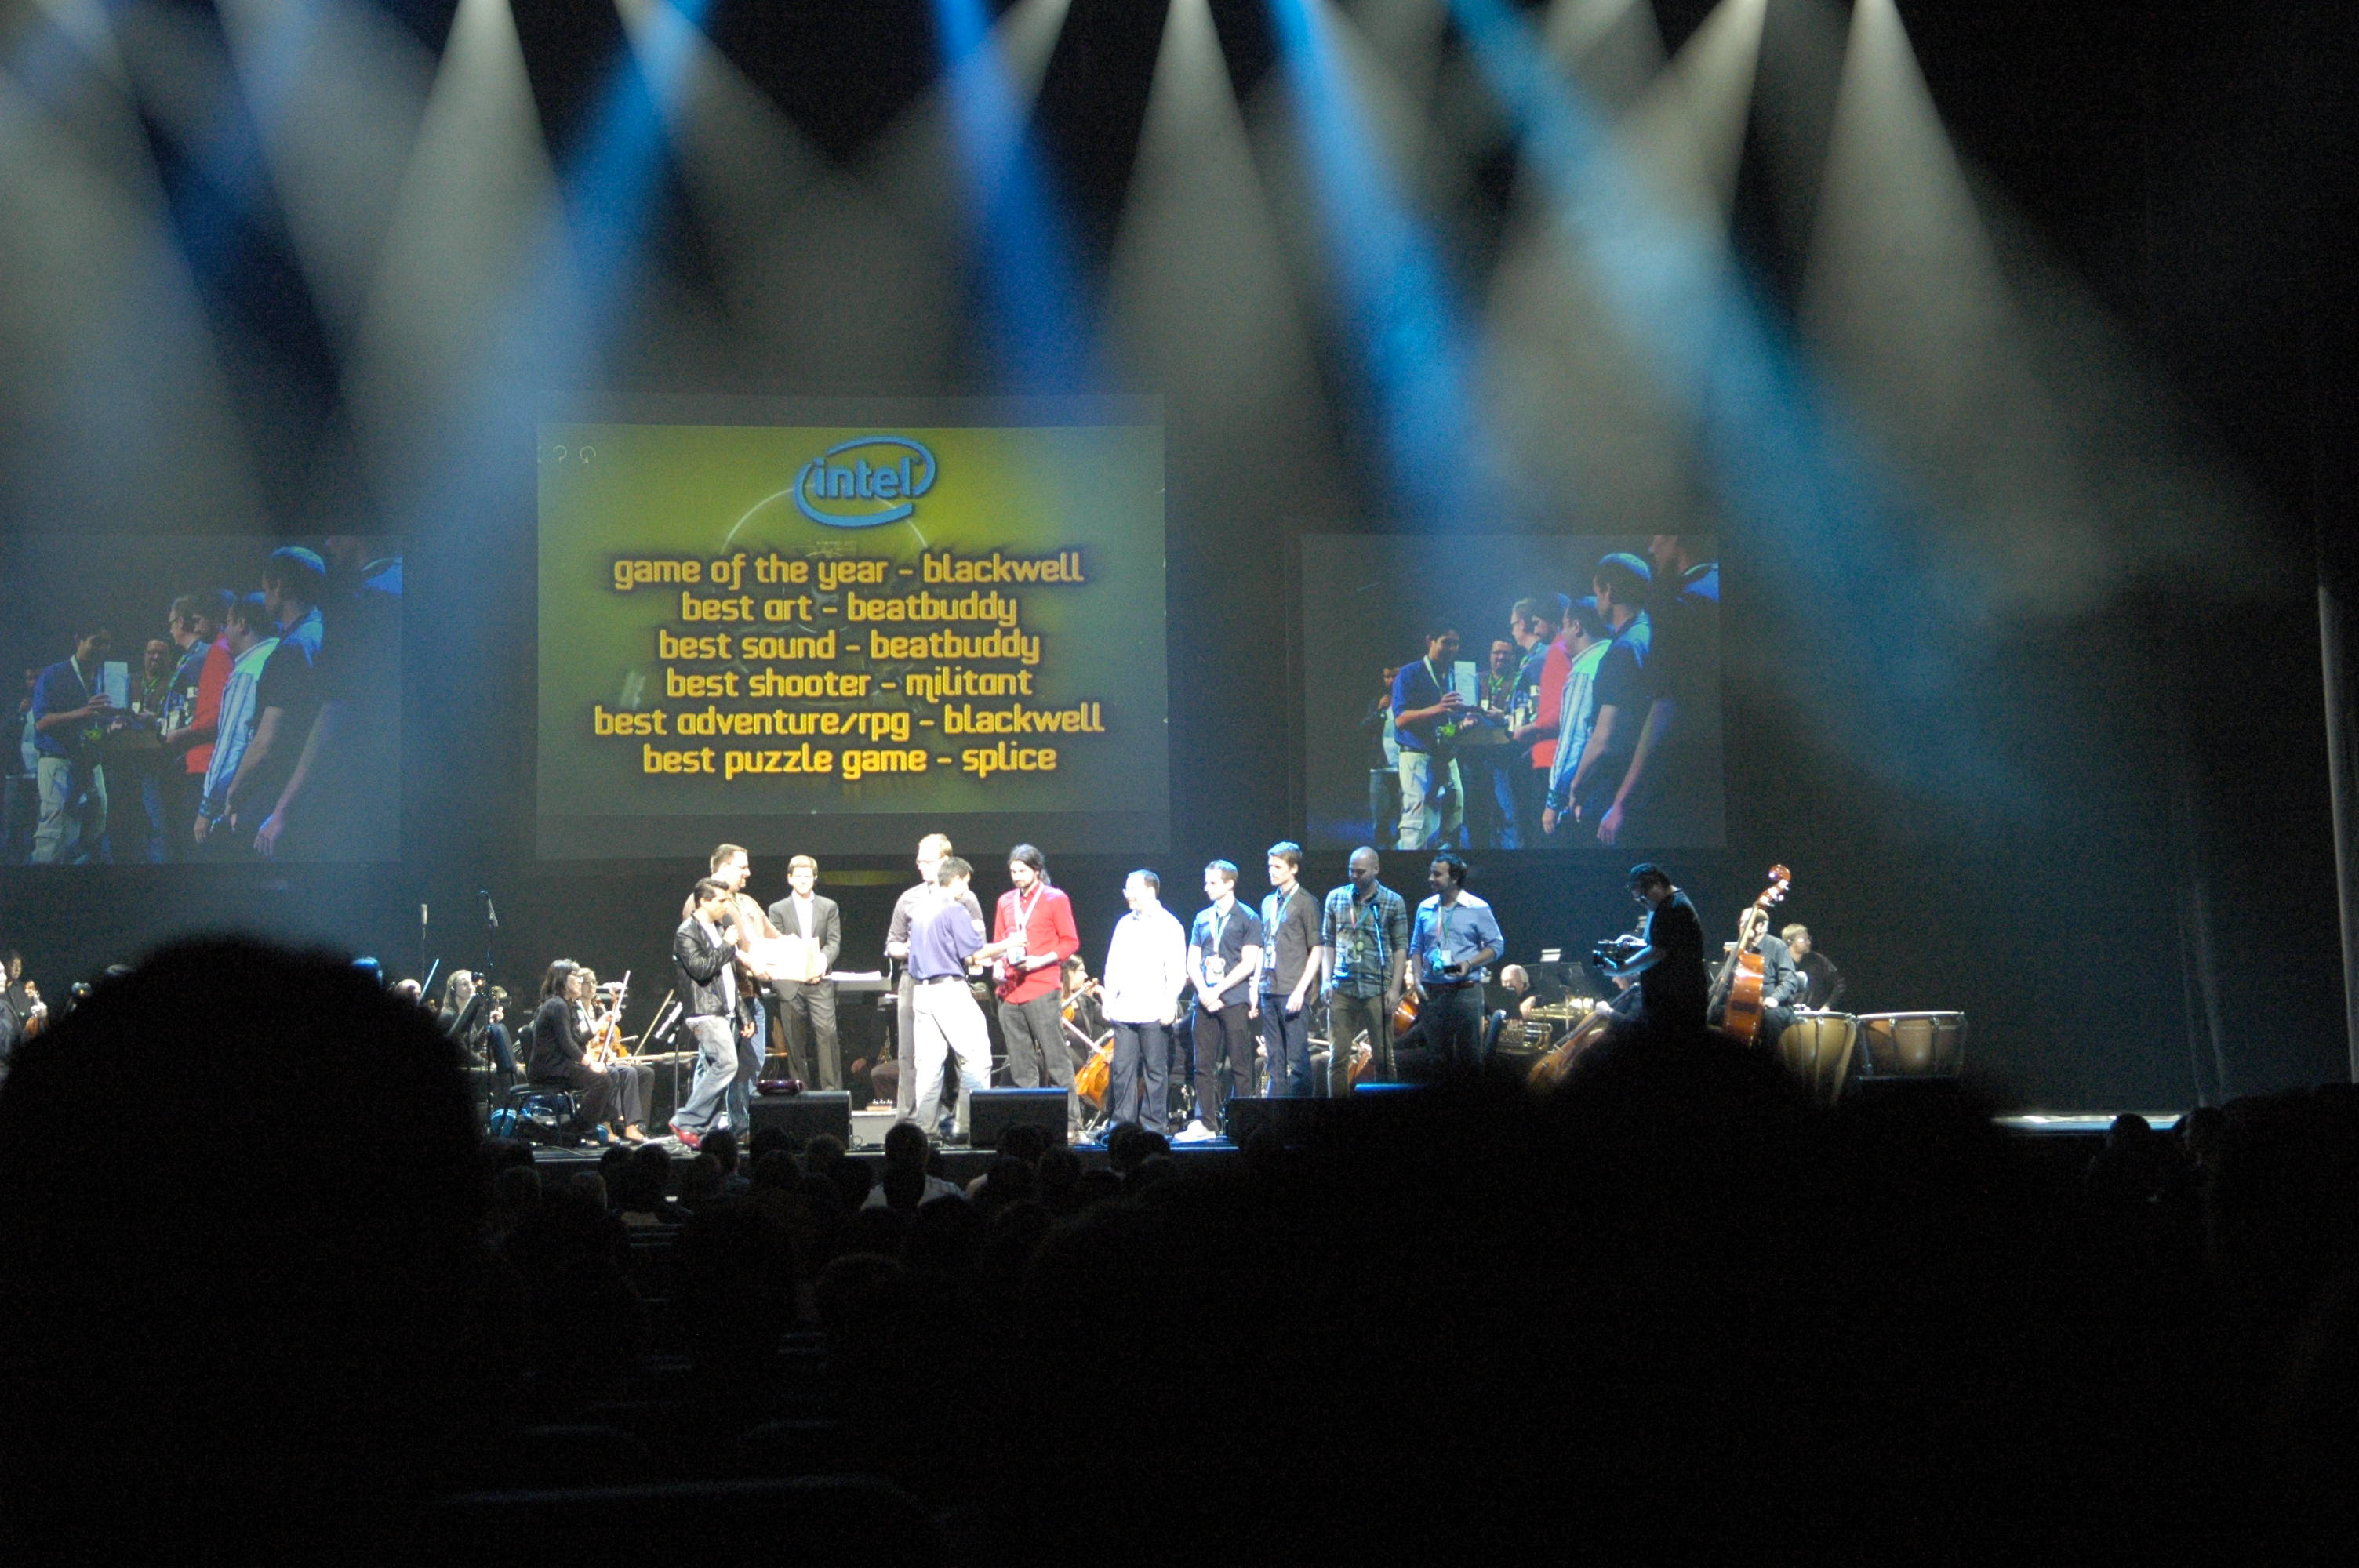 intel
game of the year - blackwell
best art - beatbuddy
best sound - beatbuddy
best shooter - militant
best adventure/rpg - blackwell
best puzzle game - splice